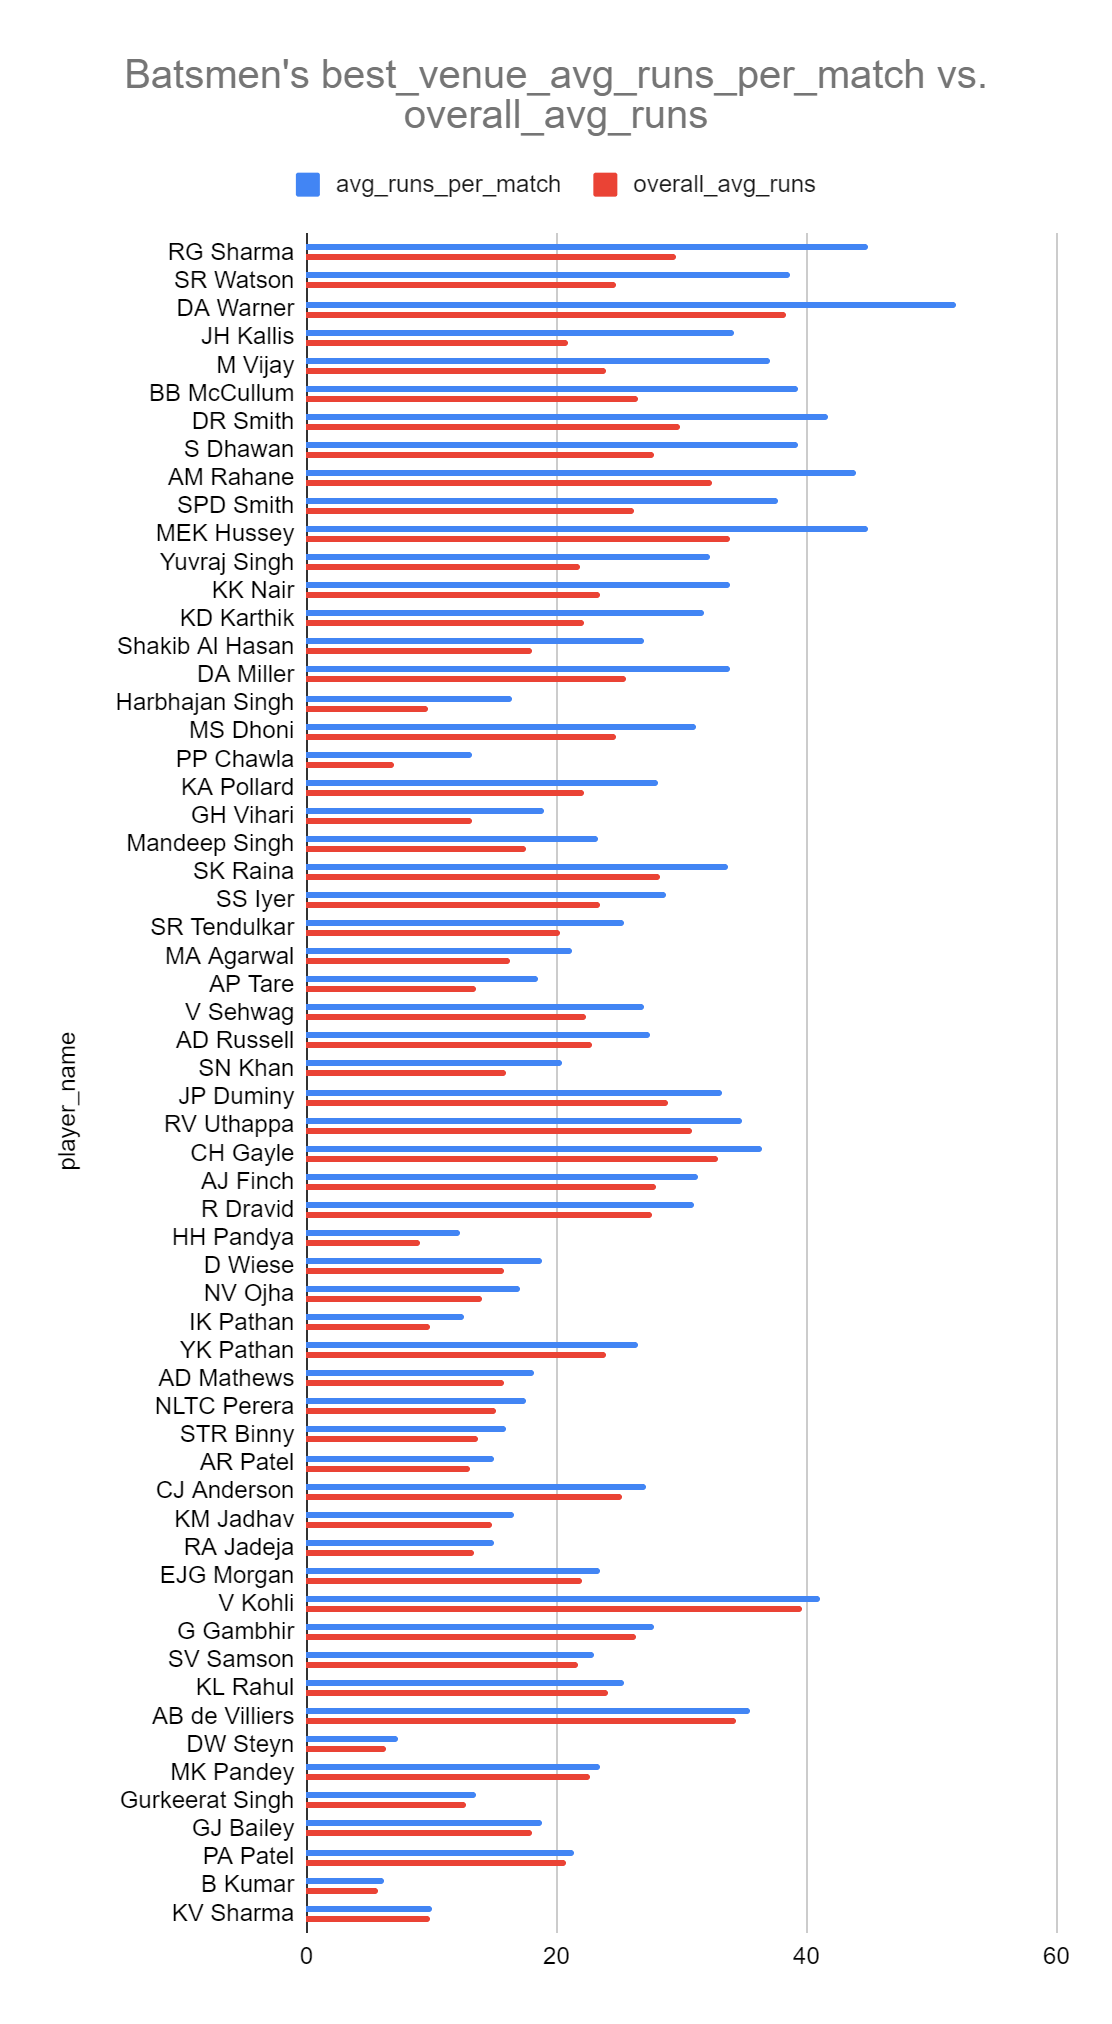 Batsmen's best_venue_avg_runs_per_match vs.
overall_avg_runs
avg_runs_per_match
overall_avg_runs
player_name
RG Sharma
SR Watson
DA Warner
JH Kallis
M Vijay
BB McCullum
DR Smith
S Dhawan
AM Rahane
SPD Smith
MEK Hussey
Yuvraj Singh
KK Nair
KD Karthik
Shakib Al Hasan
DA Miller
Harbhajan Singh
MS Dhoni
PP Chawla
KA Pollard
GH Vihari
Mandeep Singh
SK Raina
SS Iyer
SR Tendulkar
MA Agarwal
AP Tare
V Sehwag
AD Russell
SN Khan
JP Duminy
RV Uthappa
CH Gayle
AJ Finch
R Dravid
HH Pandya
D Wiese
NV Ojha
IK Pathan
YK Pathan
AD Mathews
NLTC Perera
STR Binny
AR Patel
CJ Anderson
KM Jadhav
RA Jadeja
EJG Morgan
V Kohli
G Gambhir
SV Samson
KL Rahul
AB de Villiers
DW Steyn
MK Pandey
Gurkeerat Singh
GJ Bailey
PA Patel
B Kumar
KV Sharma
0 20 40 60